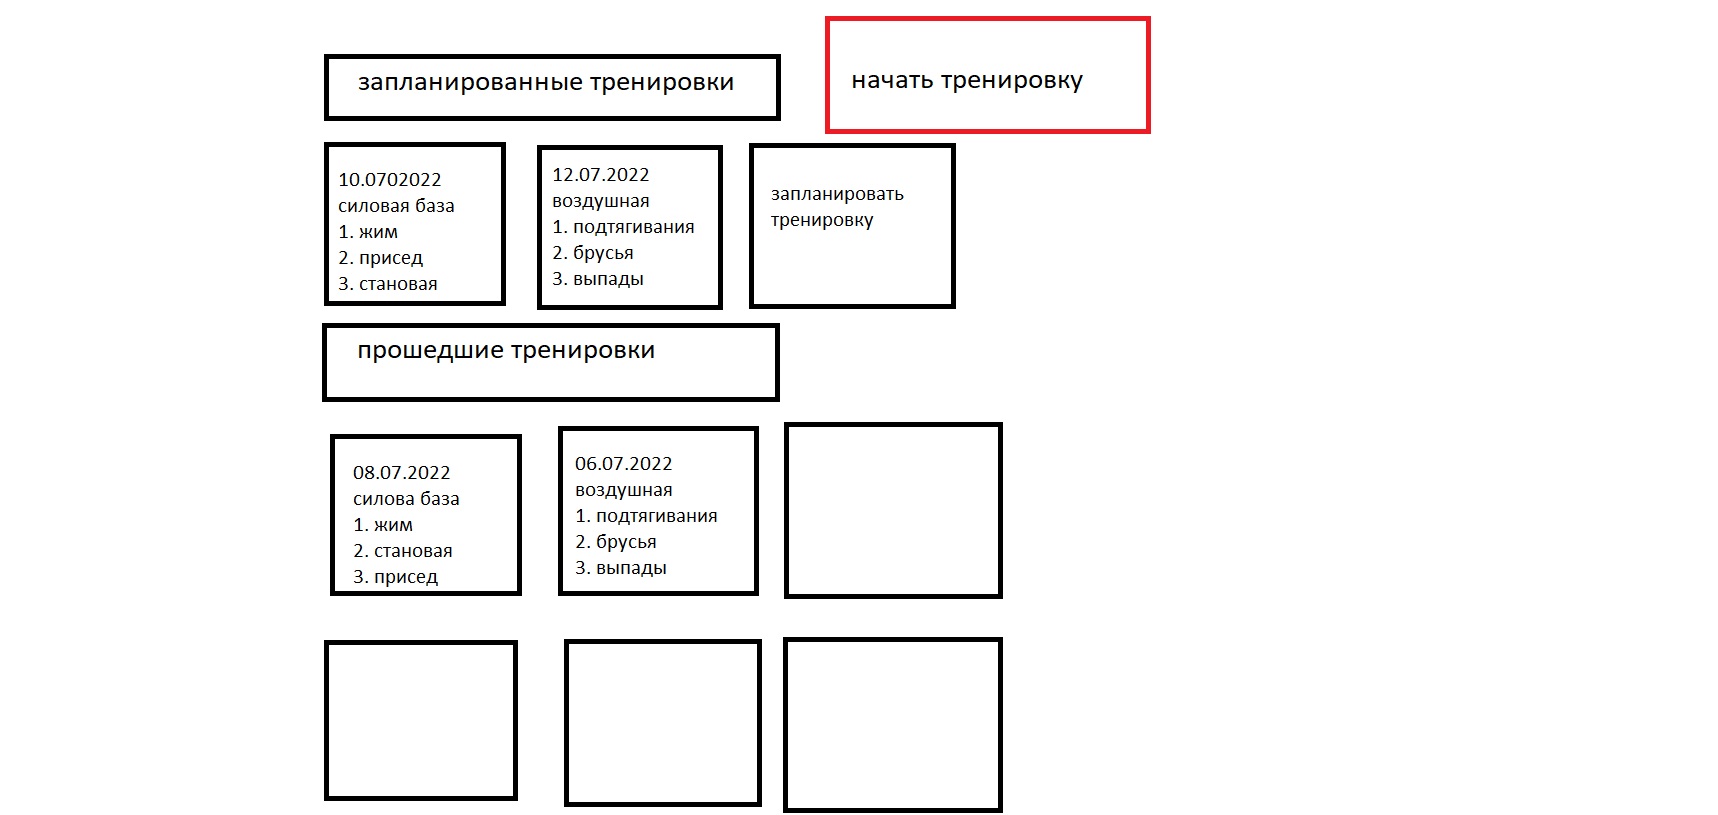 запланированные тренировки
начать тренировку
10.0702022
силовая база
1. жим
2. присед
3. становая
12.07.2022
воздушная
1. подтягивания
2. брусья
3. выпады
запланировать
тренировку
прошедшие тренировки
08.07.2022
силова база
1. жим
2. становая
3. присед
06.07.2022
воздушная
1. подтягивания
2. брусья
3. выпады